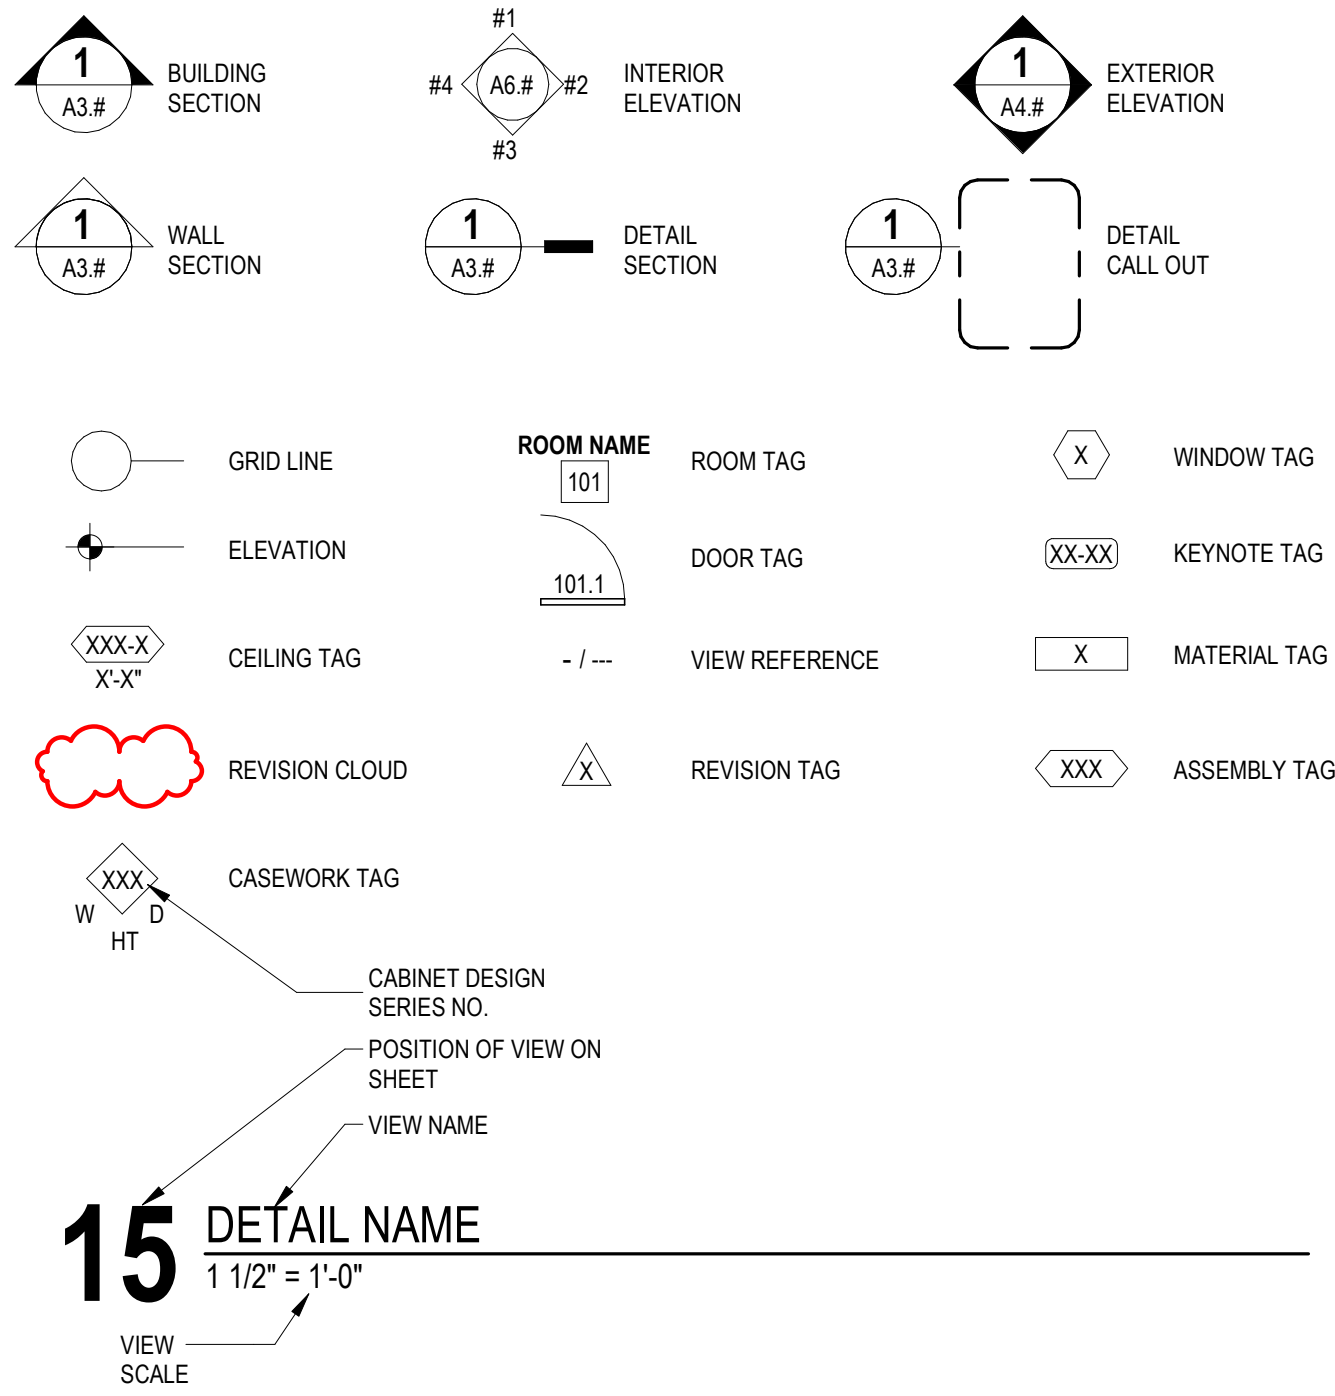 1
A3.#
BUILDING
SECTION
#1
#4
A6.#
#2
#3
INTERIOR
ELEVATION
1
A4.#
EXTERIOR
ELEVATION
1
A3.#
WALL
SECTION
1
A3.#
DETAIL
SECTION
1
A3.#
DETAIL
CALL OUT
GRID LINE
ROOM NAME
101
ROOM TAG
X
WINDOW TAG
ELEVATION
101.1
DOOR TAG
XX-XX
KEYNOTE TAG
XXX-X
X'-X"
CEILING TAG
- / ---
VIEW REFERENCE
X
MATERIAL TAG
REVISION CLOUD
X
REVISION TAG
XXX
ASSEMBLY TAG
XXX
W
D
HT
CASEWORK TAG
CABINET DESIGN
SERIES NO.
POSITION OF VIEW ON
SHEET
VIEW NAME
15
DETAIL NAME
1 1/2" = 1'-0"
VIEW
SCALE